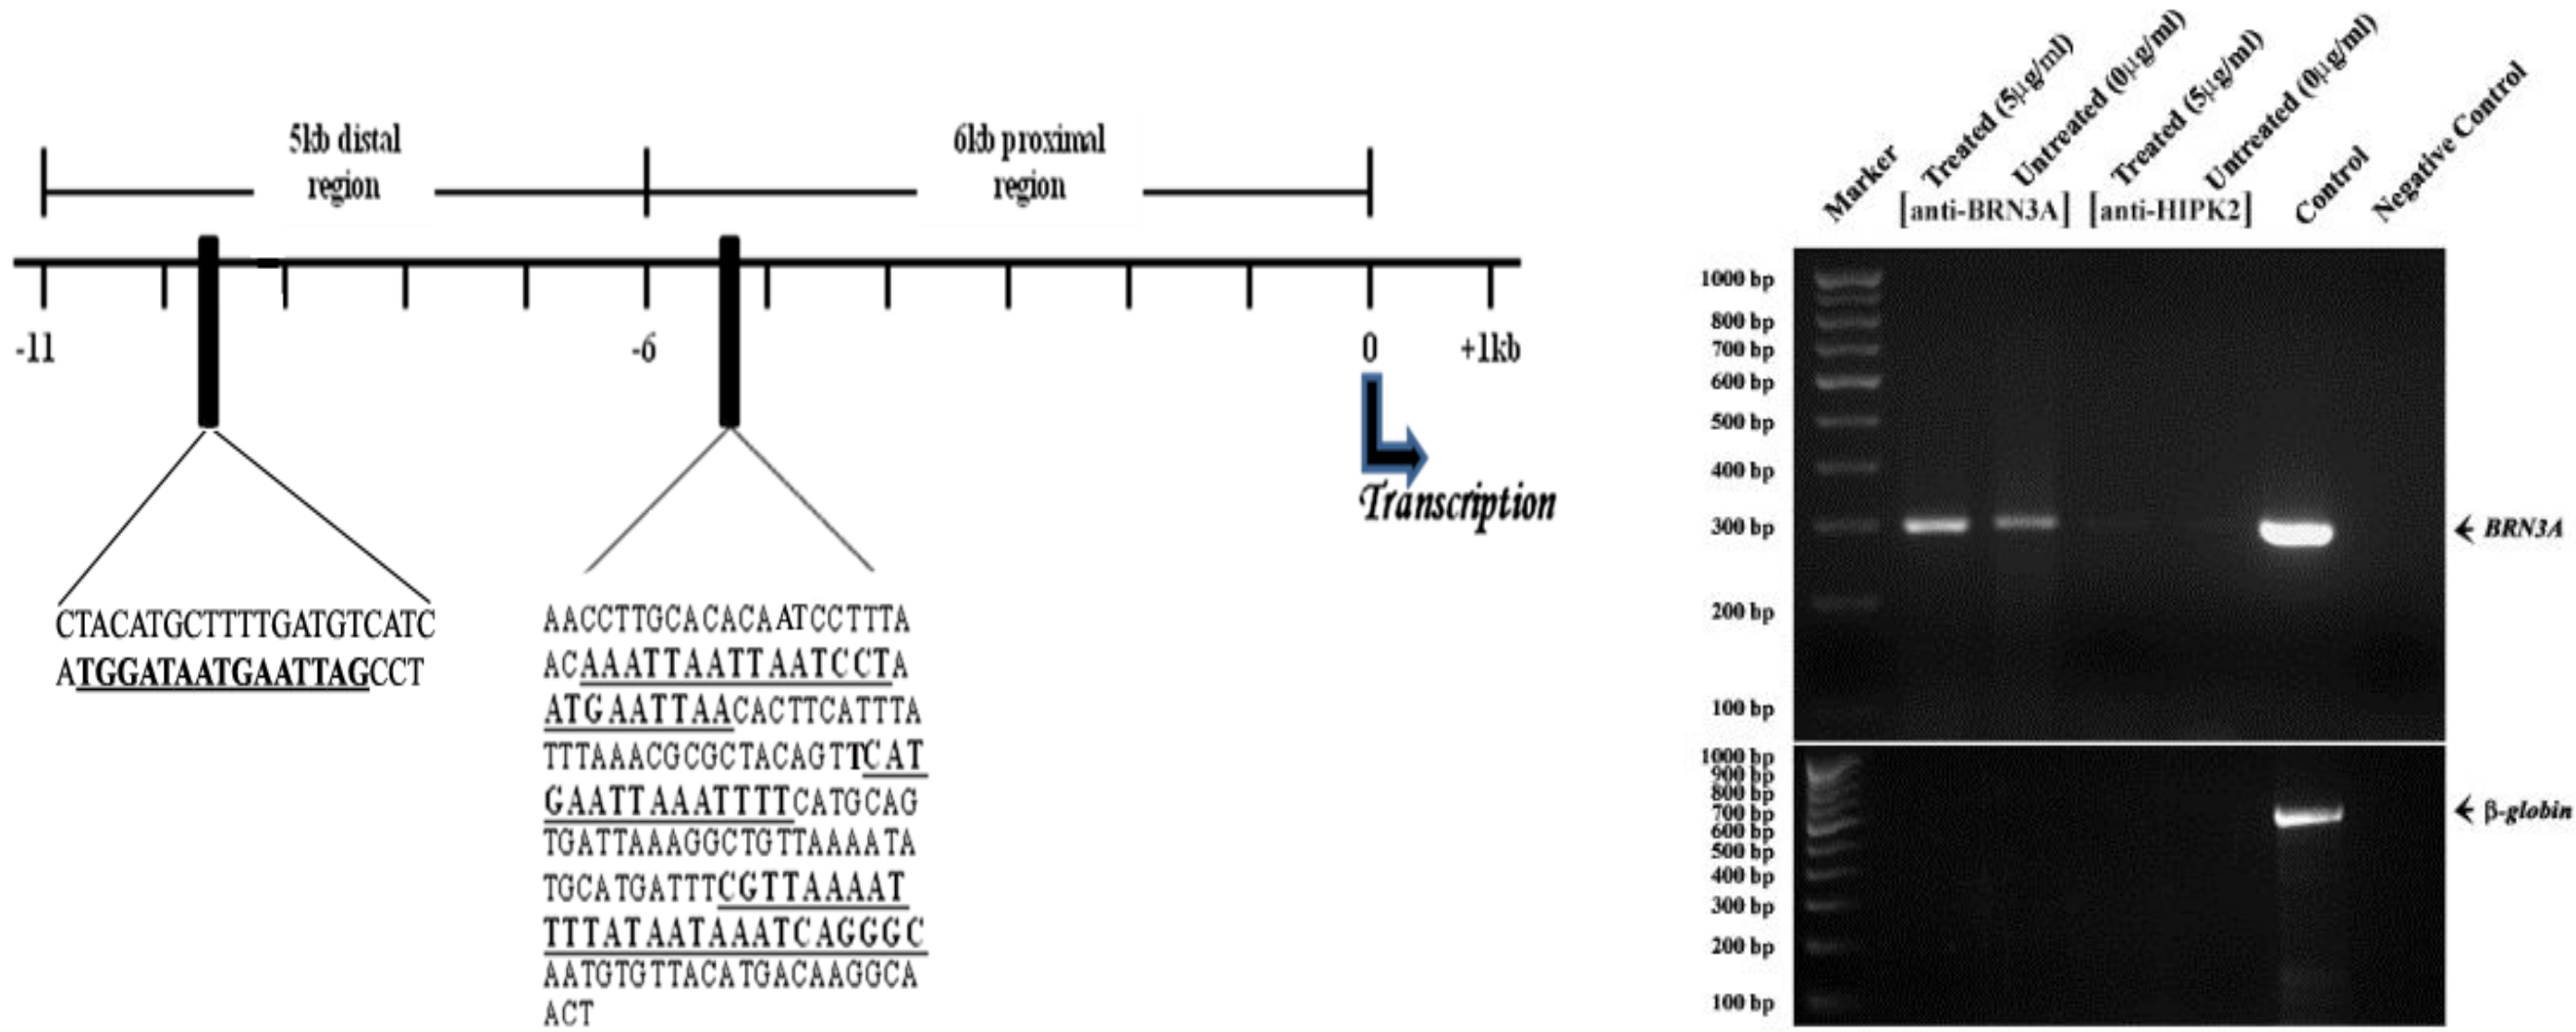 5kb distal
region
6kb proximal
region
-11
-6
0
+1kb
Transcription
CTACATGCTTTTGATGTCATC
ATGGATAATGAATTAGCCT
AACCTTGCACACAATCCTTTA
ACAAATTAATTAATCCTA
ATGAATTAACACTTCATTTA
TTTAAACGCGCTACAGTTCAT
GAATTAAATTTTCATGCAG
TGATTAAAGGCTGTTAAAATA
TGCATGATTTCGTTAAAAT
TTTATAATAAATCAGGGC
AATGTGTTACATGACAAGGCA
ACT
Marker
Treated (5µg/ml)
Untreated (0µg/ml)
[anti-BRN3A]
Treated (5µg/ml)
Untreated (0µg/ml)
[anti-HIPK2]
Control
Negative Control
1000 bp
800 bp
700 bp
600 bp
500 bp
400 bp
300 bp
200 bp
100 bp
BRN3A
1000 bp
900 bp
800 bp
700 bp
600 bp
500 bp
400 bp
300 bp
200 bp
100 bp
β-globin